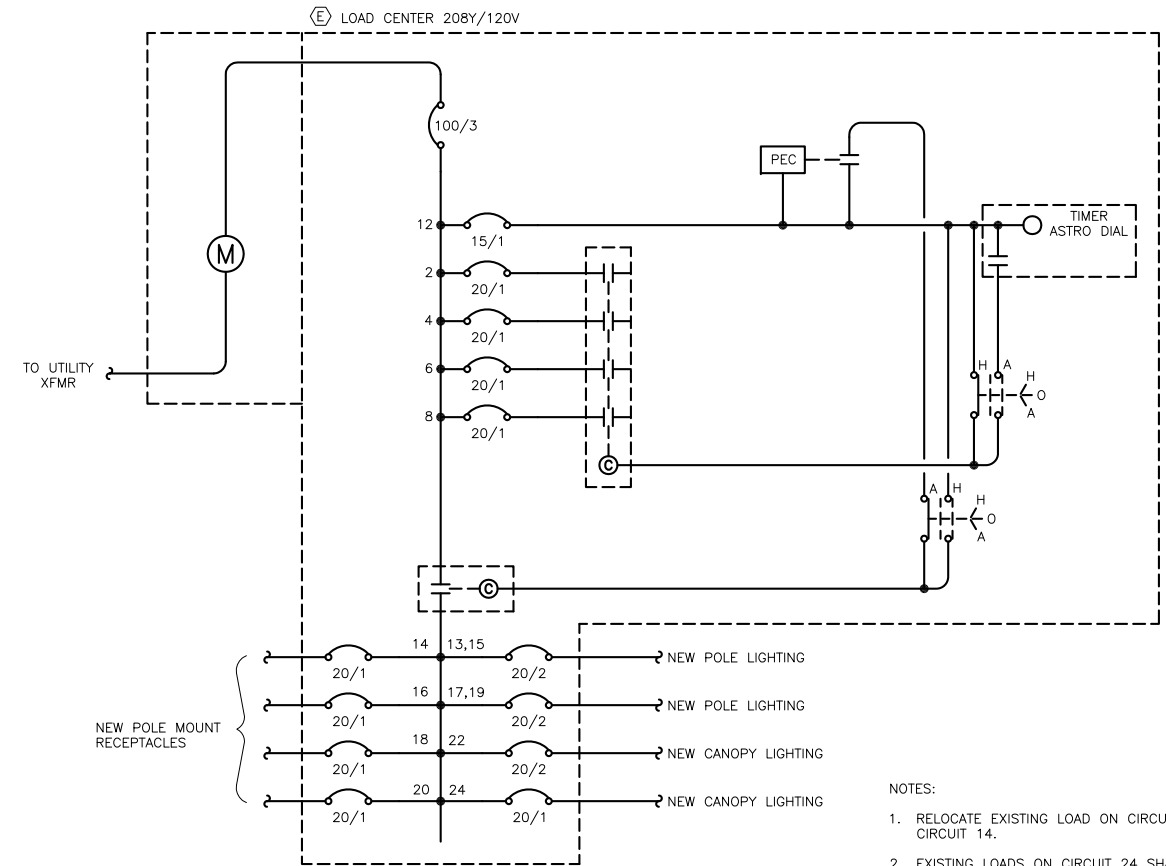 E LOAD CENTER 208Y/120V
100/3
PEC
TIMER
ASTRO DIAL
12
15/1
2
20/1
4
20/1
6
20/1
8
20/1
M
TO UTILITY
XFMR
H A H
O
A
C
A H H
O
A
C
14 13,15
20/1 20/2
NEW POLE LIGHTING
16 17,19
20/1 20/2
NEW POLE LIGHTING
NEW POLE MOUNT
RECEPTACLES
18 22
20/1 20/2
NEW CANOPY LIGHTING
20 24
20/1 20/1
NEW CANOPY LIGHTING
NOTES:
1. RELOCATE EXISTING LOAD ON
CIRCUIT 14.
2. EXISTING LOADS ON CIRCUIT 24